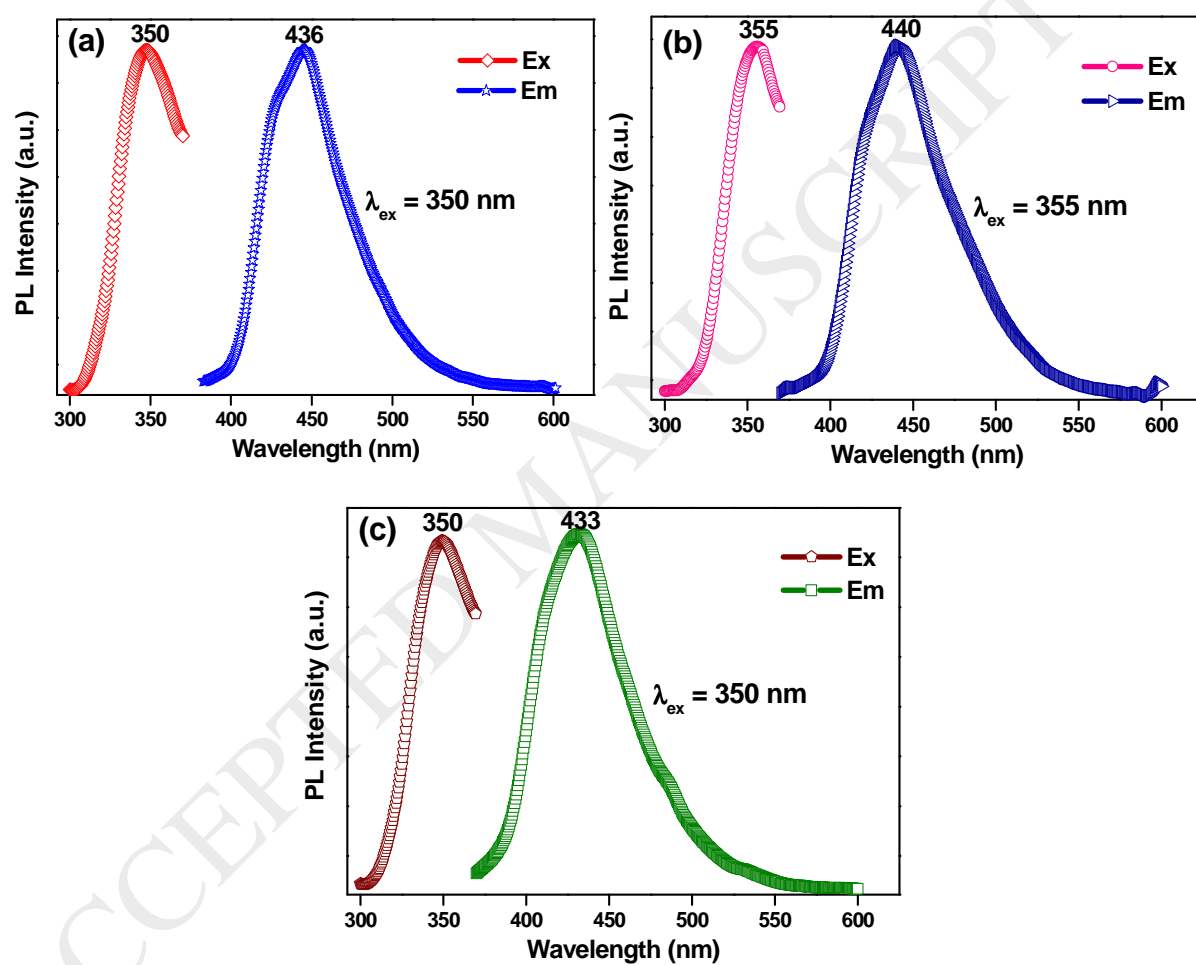 (a)
350
436
Ex
Em
λex = 350 nm
PL Intensity (a.u.)
300 350 400 450 500 550 600
Wavelength (nm)
(b)
355
440
Ex
Em
λex = 355 nm
PL Intensity (a.u.)
300 350 400 450 500 550 600
Wavelength (nm)
(c)
350
433
Ex
Em
λex = 350 nm
PL Intensity (a.u.)
300 350 400 450 500 550 600
Wavelength (nm)
CCEPTED MANUSCRIPT